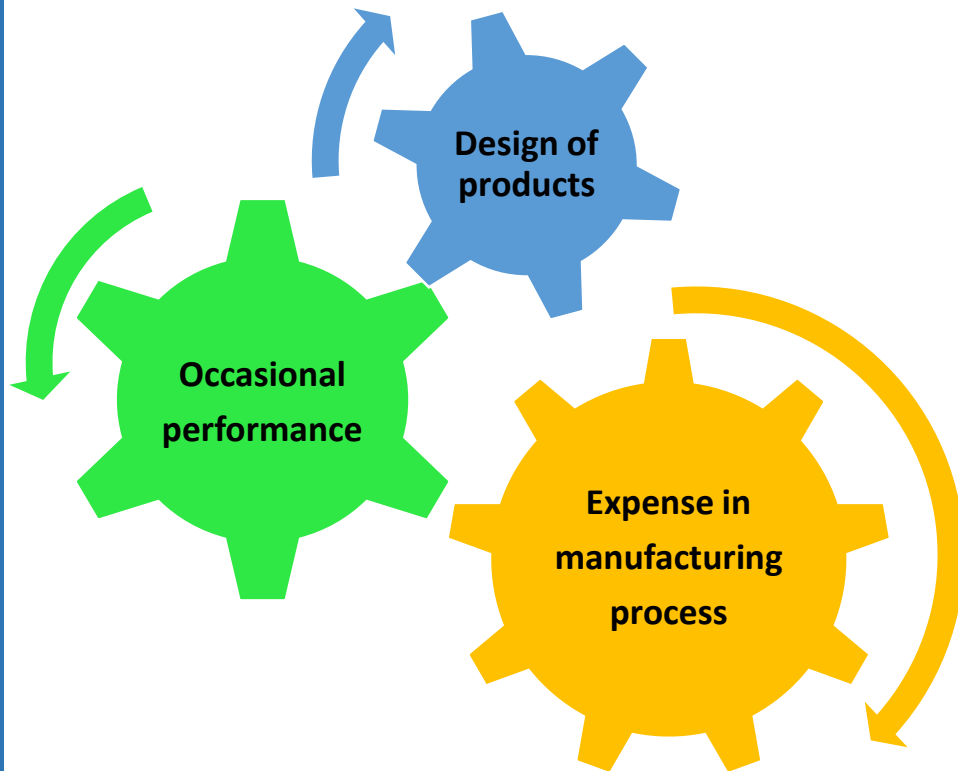 Design of
products
Occasional
performance
Expense in
manufacturing
process